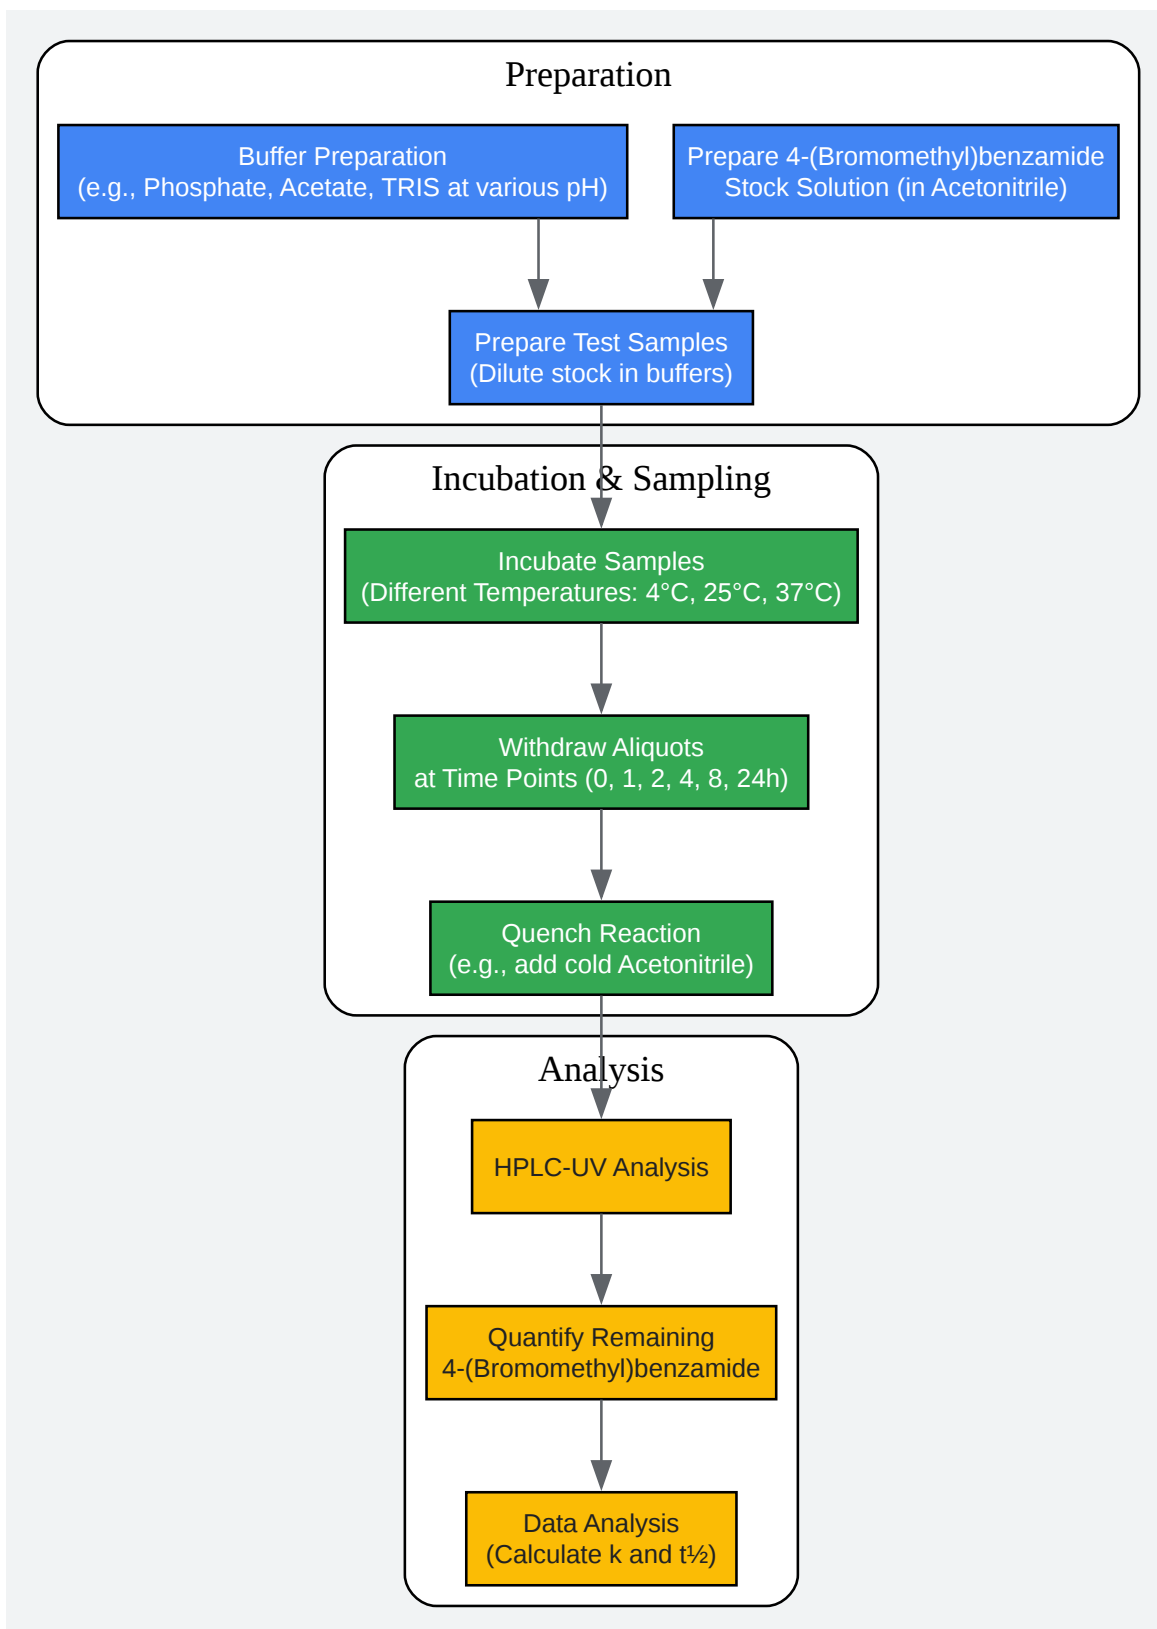 Preparation
Buffer Preparation
(e.g., Phosphate, Acetate, TRIS at various pH)
Prepare 4-(Bromomethyl)benzamide
Stock Solution (in Acetonitrile)
Prepare Test Samples
(Dilute stock in buffers)
Incubation & Sampling
Incubate Samples
(Different Temperatures: 4°C, 25°C, 37°C)
Withdraw Aliquots
at Time Points (0, 1, 2, 4, 8, 24h)
Quench Reaction
(e.g., add cold Acetonitrile)
Analysis
HPLC-UV Analysis
Quantify Remaining
4-(Bromomethyl)benzamide
Data Analysis
(Calculate k and t½)